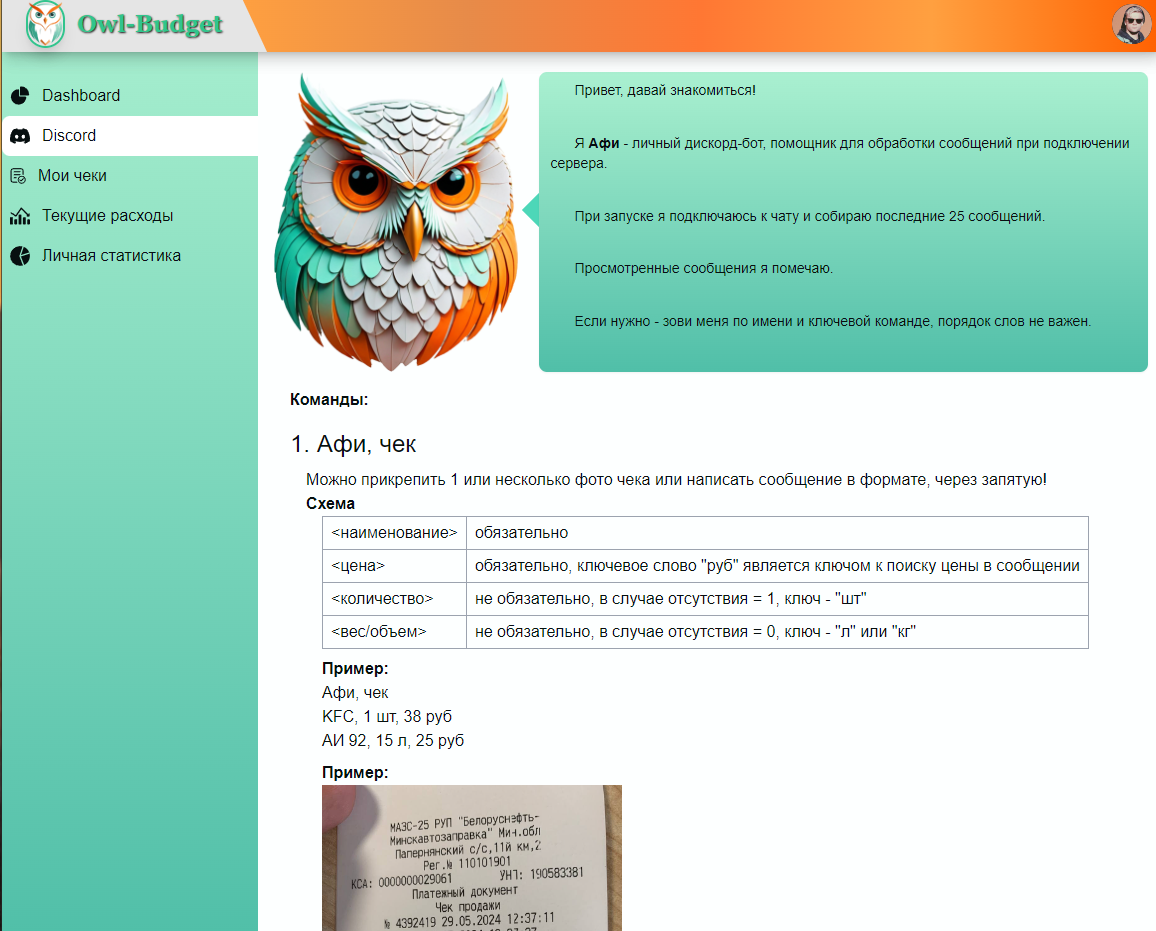 Owl-Budget
Dashboard
Discord
Мои чеки
Текущие расходы
Личная статистика
Привет, давай знакомиться!
Я Афи - личный дискорд-бот, помощник для обработки сообщений при подключении
сервера.
При запуске я подключаюсь к чату и собираю последние 25 сообщений.
Просмотренные сообщения я помечаю.
Если нужно - зови меня по имени и ключевой команде, порядок слов не важен.
Команды:
1. Афи, чек
Можно прикрепить 1 или несколько фото чека или написать сообщение в формате, через запятую!
Схема
<наименование> обязательно
<цена> обязательно, ключевое слово "руб" является ключом к поиску цены в сообщении
<количество> не обязательно, в случае отсутствия = 1, ключ - "шт"
<вес/объем> не обязательно, в случае отсутствия = 0, ключ - "л" или "кг"
Пример:
Афи, чек
KFC, 1 шт, 38 руб
АИ 92, 15 л, 25 руб
Пример:
МАЗС-25 РУП "Белоруснефть-
Минскавтозаправка" Мин.обл
Папернянский с/с,11й км,2
Рег.№ 110101901
КСА: 0000000029061 УНП: 190583381
Платежный документ
Чек продажи
№ 4392419 29.05.2024 12:37:11